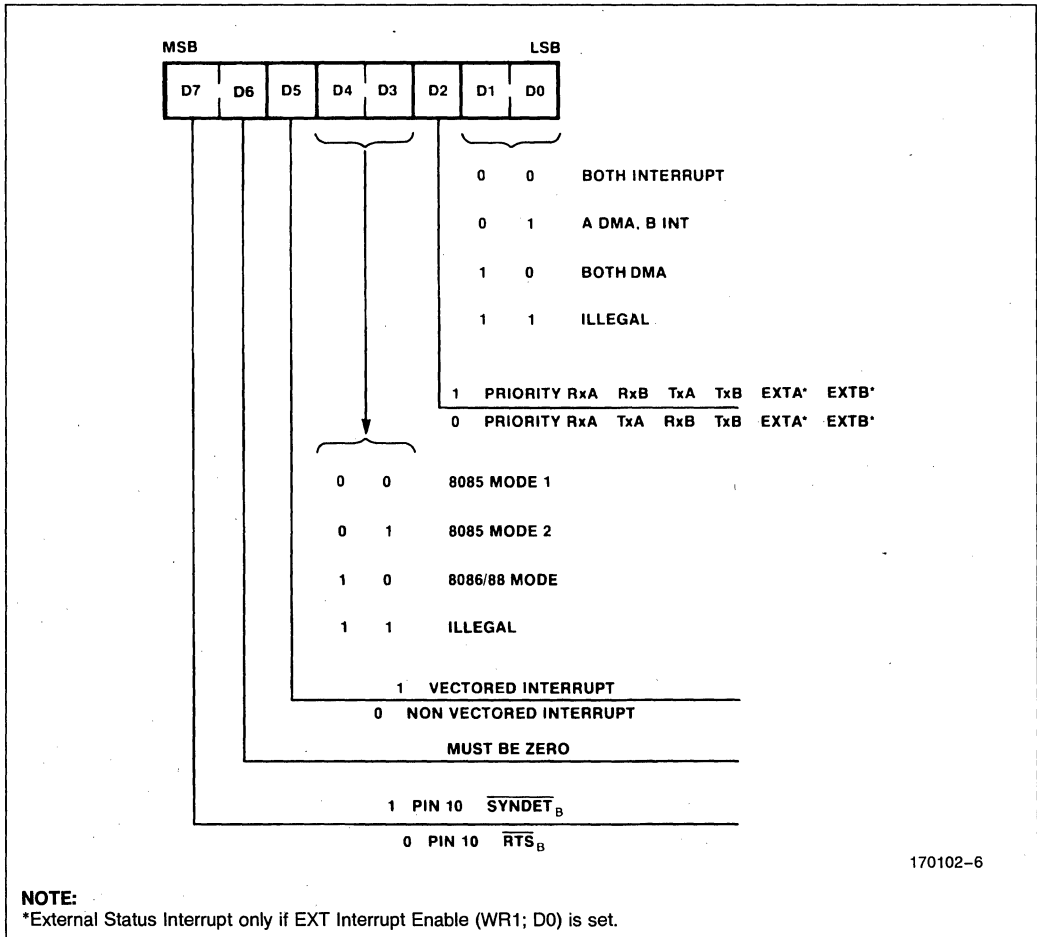 MSB LSB
D7 D6 D5 D4 D3 D2 D1 D0
0 0 BOTH INTERRUPT
0 1 A DMA, B INT
1 0 BOTH DMA
1 1 ILLEGAL
1 PRIORITY RxA RxB TxA TxB EXTA* EXTB*
0 PRIORITY RxA TxA RxB TxB EXTA* EXTB*
0 0 8085 MODE 1
0 1 8085 MODE 2
1 0 8086/88 MODE
1 1 ILLEGAL
1 VECTORED INTERRUPT
0 NON VECTORED INTERRUPT
MUST BE ZERO
1 PIN 10 SYNDET B
0 PIN 10 RTS B
170102-6
NOTE:
*External Status Interrupt only if EXT Interrupt Enable (WR1; D0) is set.